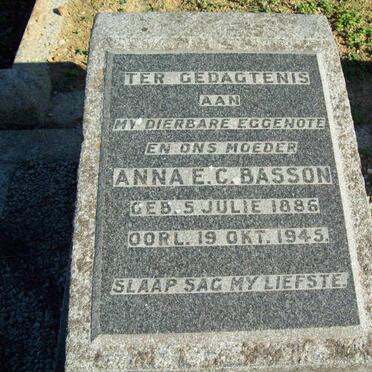 TER GEDAGTENIS
AAN
MY DIERBARE EGGENOTE
EN ONS MOEDER
ANNA E.C. BASSON
GEB. 5 JULIE 1886
OORL. 19 OKT. 1945.
SLAAP SAG MY LIEFSTE.